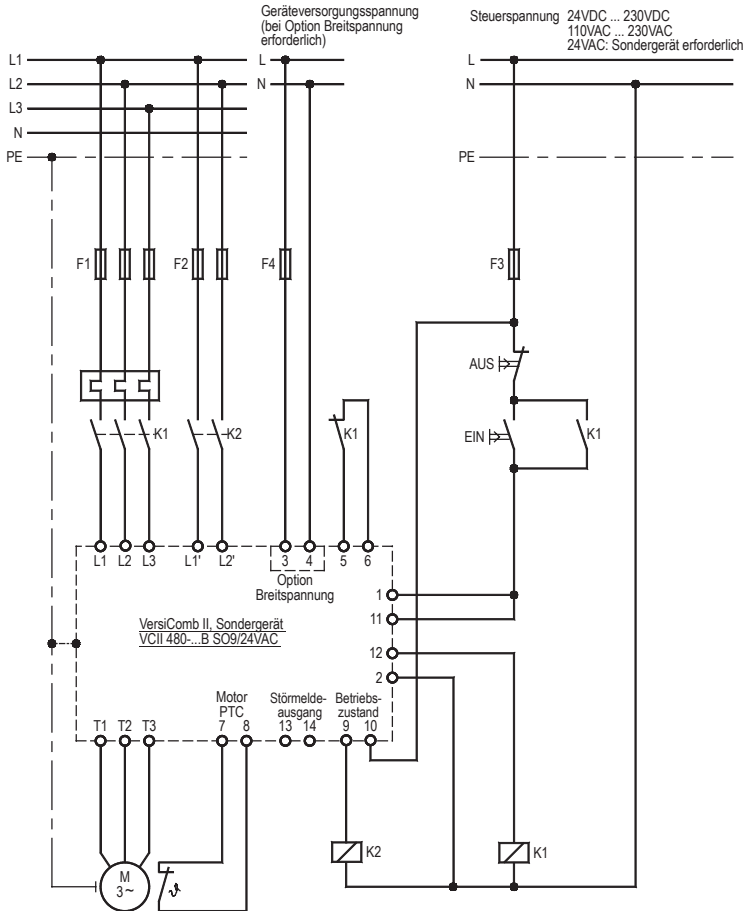 Geräteversorgungsspannung
(bei Option Breitspannung
erforderlich)
Steuerspannung 24VDC ... 230VDC
110VAC ... 230VAC
24VAC: Sondergerät erforderlich
L1
L2
L3
N
PE
L
N
L
N
PE
F1
F2
F4
F3
AUS
EIN
K1
K1
K2
K1
L1 L2 L3 L1' L2' 3 4 5 6
Option
Breitspannung
1
11
12
2
VersiComb II, Sondergerät
VCII 480-...B SO9/24VAC
Motor
PTC
Störmelde-
ausgang
Betriebs-
zustand
T1 T2 T3 7 8 13 14 9 10
K2
K1
M
3~
ϑ